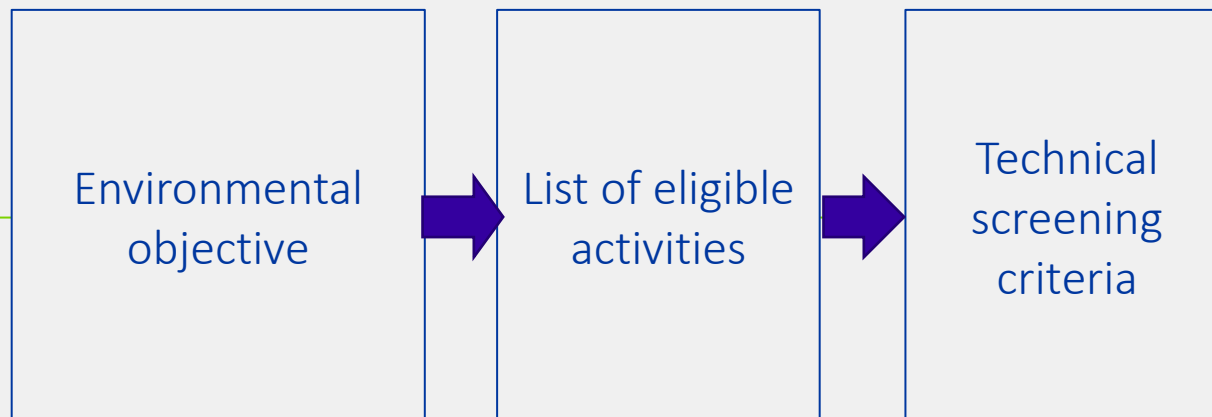 Environmental
objective
List of eligible
activities
Technical
screening
criteria